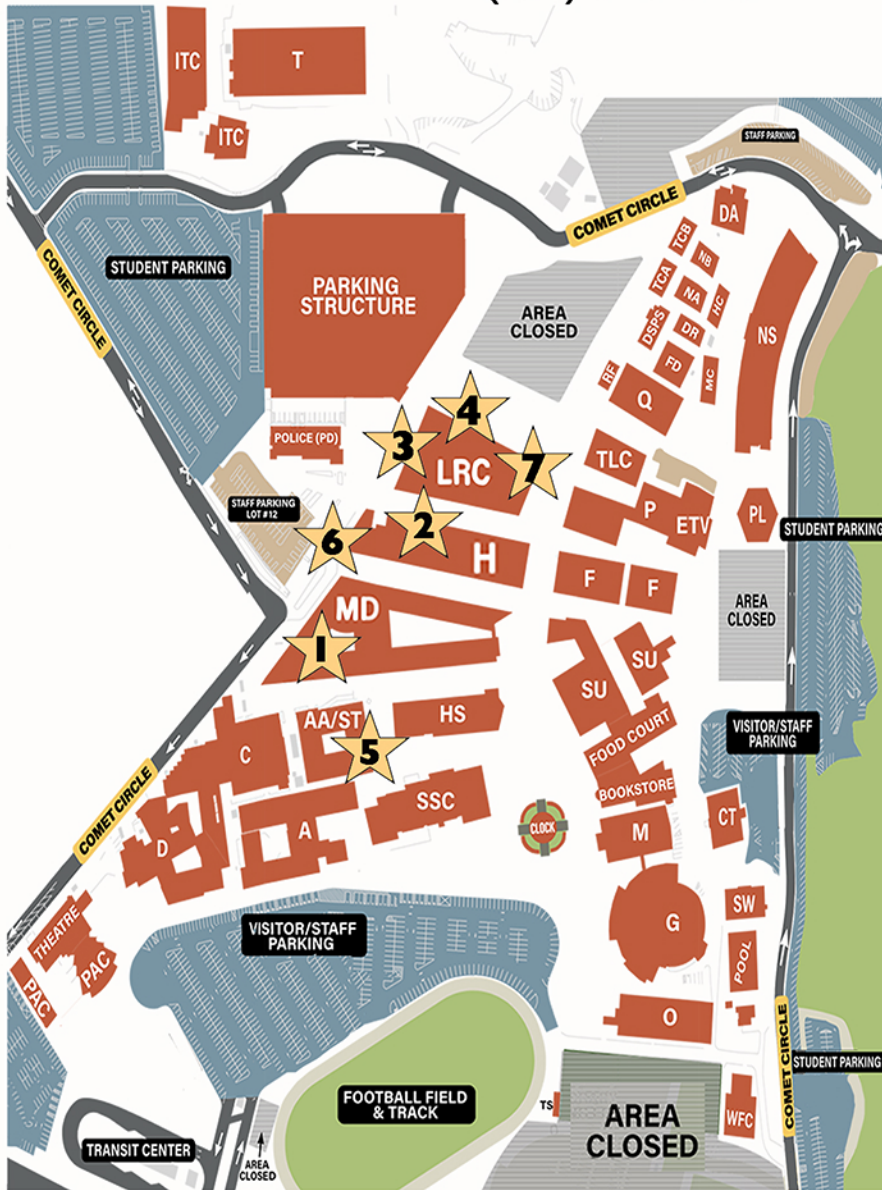 ITC
T
ITC
STAFF PARKING
COMET CIRCLE
DA
TCB
NB
TCA
NA
HC
DSPS
DR
NS
COMET CIRCLE
STUDENT PARKING
PARKING
STRUCTURE
AREA
CLOSED
FD
MC
RF
Q
4
3
POLICE (PD)
LRC
7
TLC
STAFF PARKING
LOT #12
2
6
H
P
ETV
PL
STUDENT PARKING
F
F
AREA
CLOSED
MD
1
SU
SU
AA/ST
HS
5
C
FOOD COURT
VISITOR/STAFF
PARKING
BOOKSTORE
SSC
COMET CIRCLE
CLOCK
M
CT
A
D
THEATRE
PAC
PAC
VISITOR/STAFF
PARKING
G
SW
POOL
O
COMET CIRCLE
STUDENT PARKING
FOOTBALL FIELD
& TRACK
TS
AREA
CLOSED
WFC
TRANSIT CENTER
AREA
CLOSED